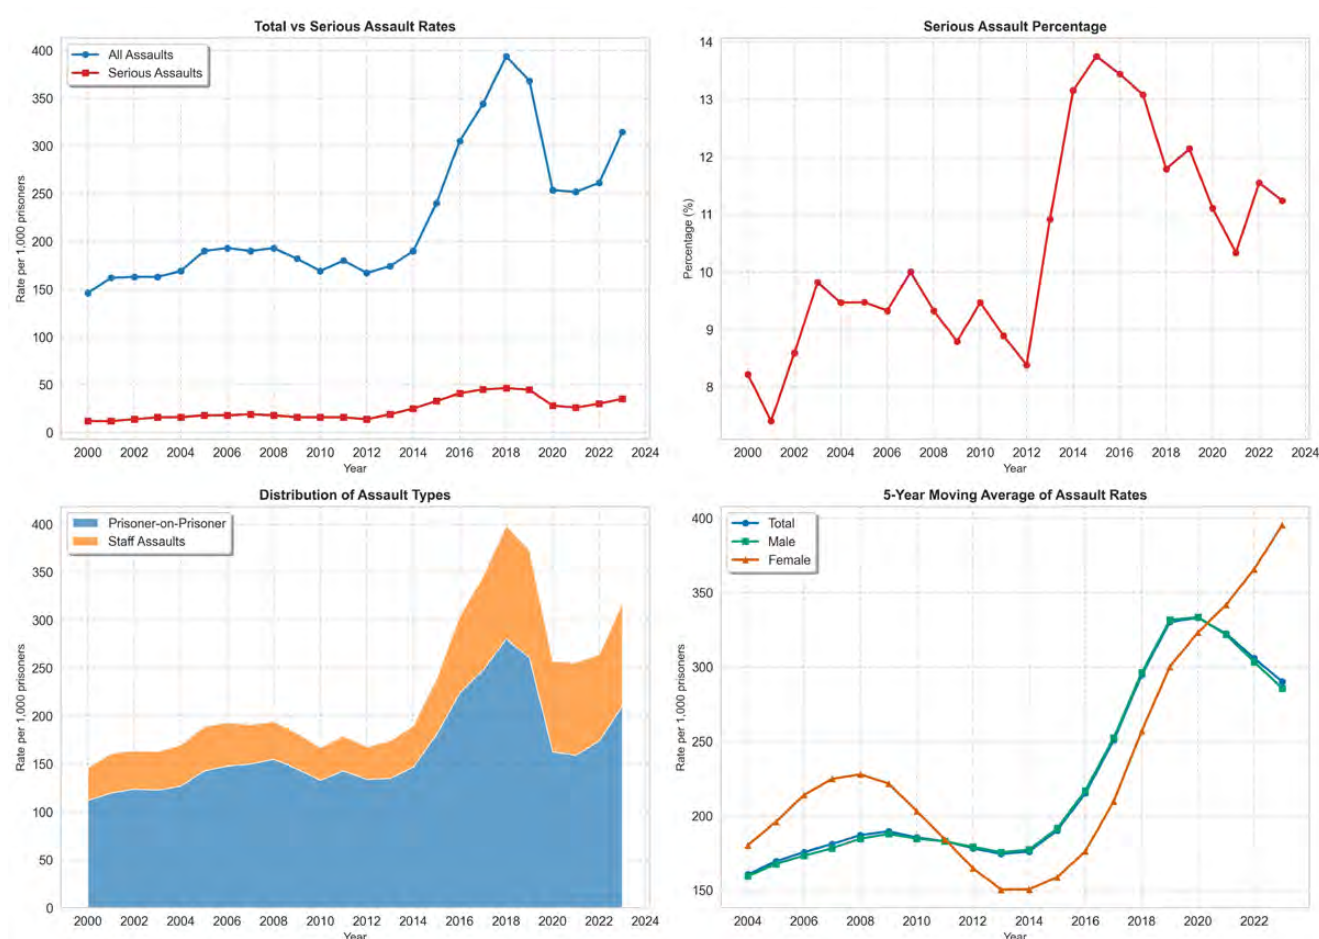 Total vs Serious Assault Rates
All Assaults
Serious Assaults
Rate per 1,000 prisoners
400
350
300
250
200
150
100
50
0
2000 2002 2004 2006 2008 2010 2012 2014 2016 2018 2020 2022 2024
Year
Serious Assault Percentage
Percentage (%)
14
13
12
11
10
9
8
2000 2002 2004 2006 2008 2010 2012 2014 2016 2018 2020 2022 2024
Year
Distribution of Assault Types
Prisoner-on-Prisoner
Staff Assaults
Rate per 1,000 prisoners
400
350
300
250
200
150
100
50
0
2000 2002 2004 2006 2008 2010 2012 2014 2016 2018 2020 2022 2024
Year
5-Year Moving Average of Assault Rates
Total
Male
Female
Rate per 1,000 prisoners
400
350
300
250
200
150
2004 2006 2008 2010 2012 2014 2016 2018 2020 2022
Year